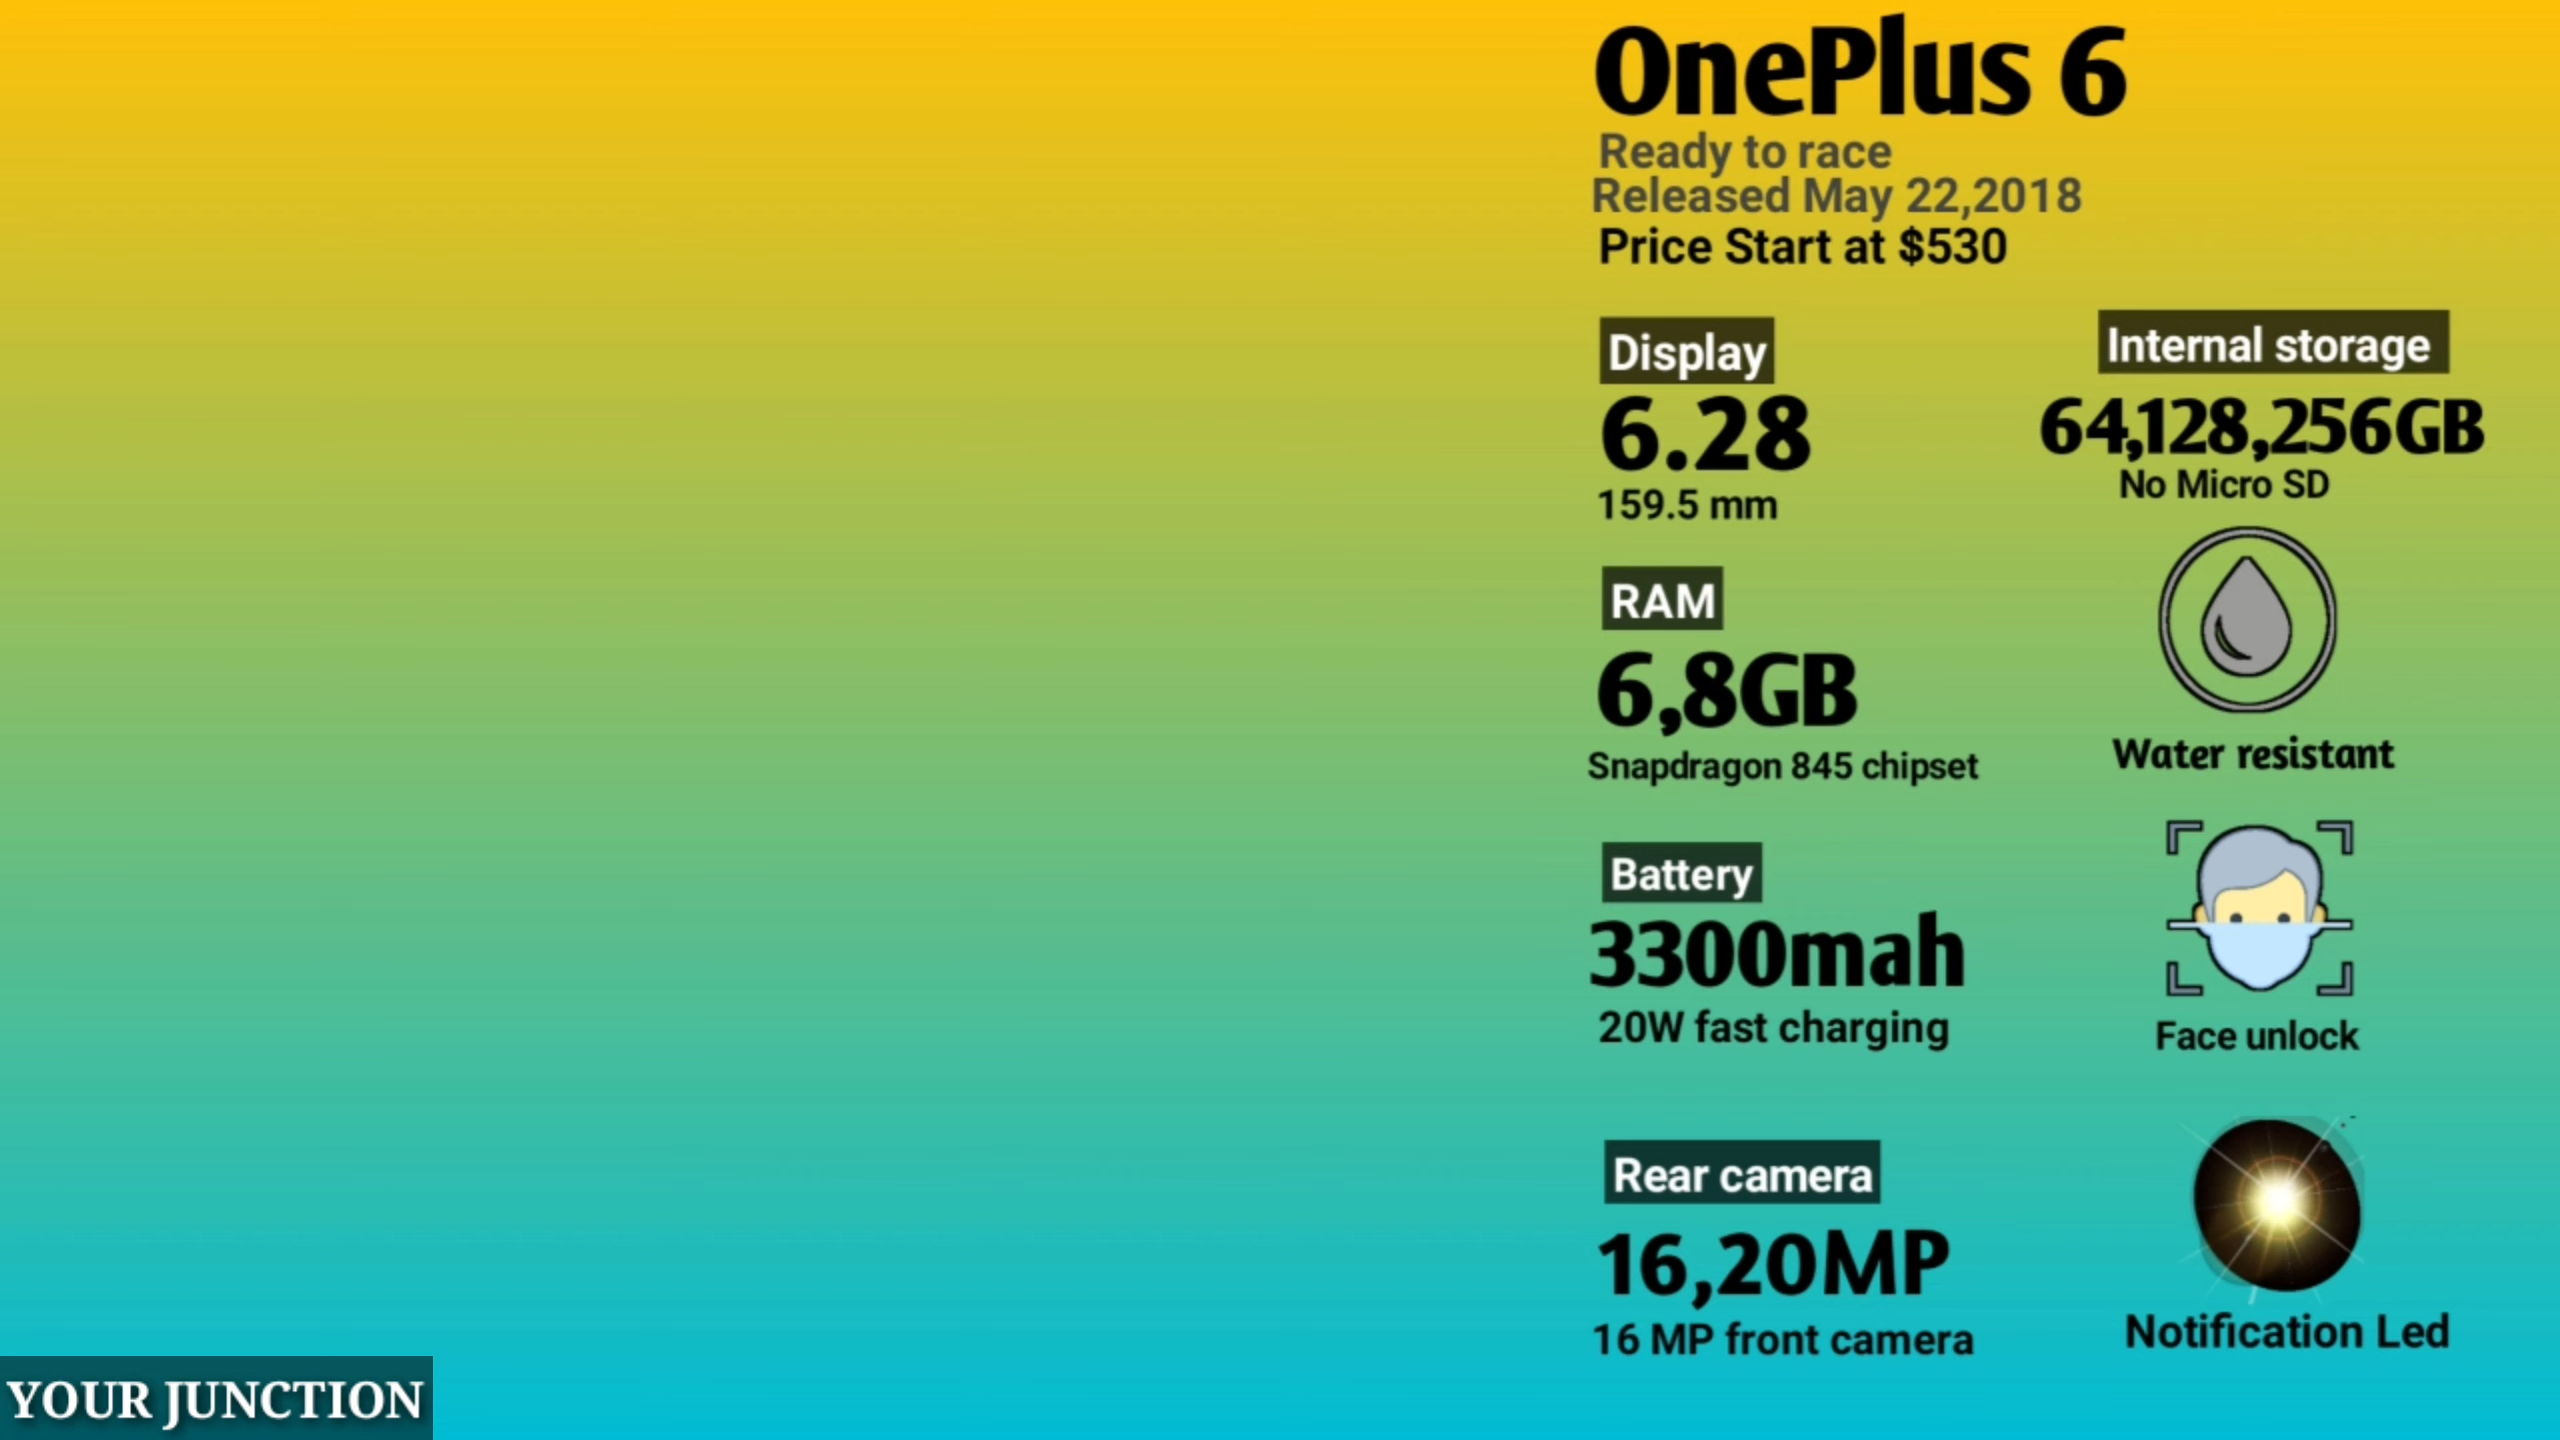 OnePlus 6
Ready to race
Released May 22,2018
Price Start at $530
Display
6.28
159.5 mm
RAM
6,8GB
Snapdragon 845 chipset
Battery
3300mah
20W fast charging
Rear camera
16,20MP
16 MP front camera
Internal storage
64,128,256GB
No Micro SD
Water resistant
Face unlock
Notification Led
YOUR JUNCTION